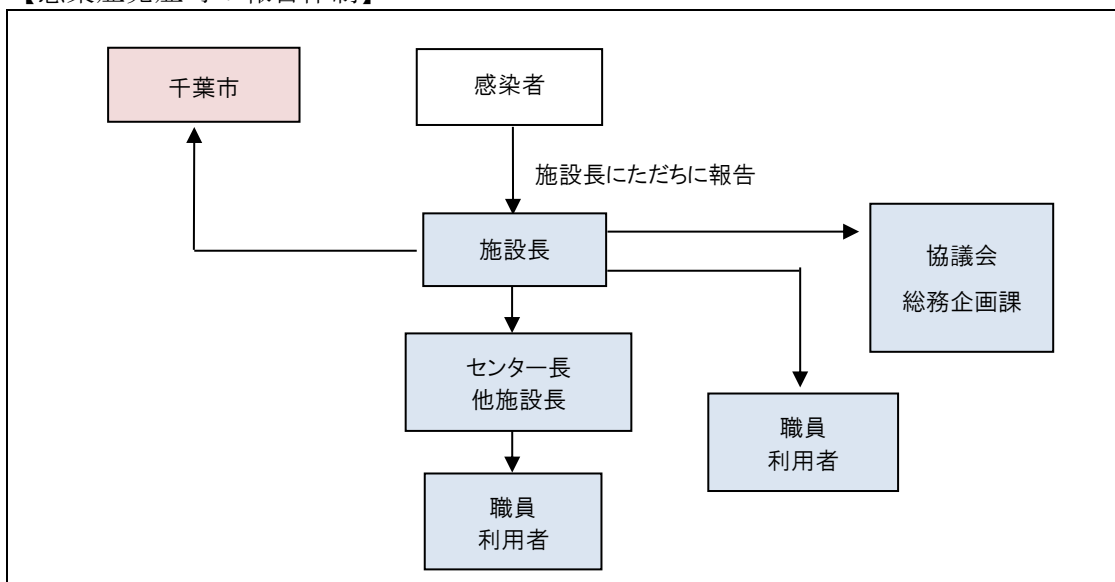 千葉市
感染者
施設長にただちに報告
施設長
協議会
総務企画課
センター長
他施設長
職員
利用者
職員
利用者